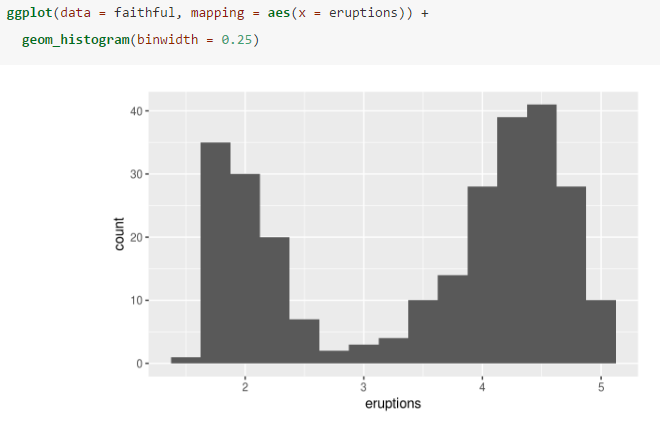 ggplot(data = faithful, mapping = aes(x = eruptions)) +
  geom_histogram(binwidth = 0.25)
40
30
20
10
0
count
2 3 4 5
eruptions